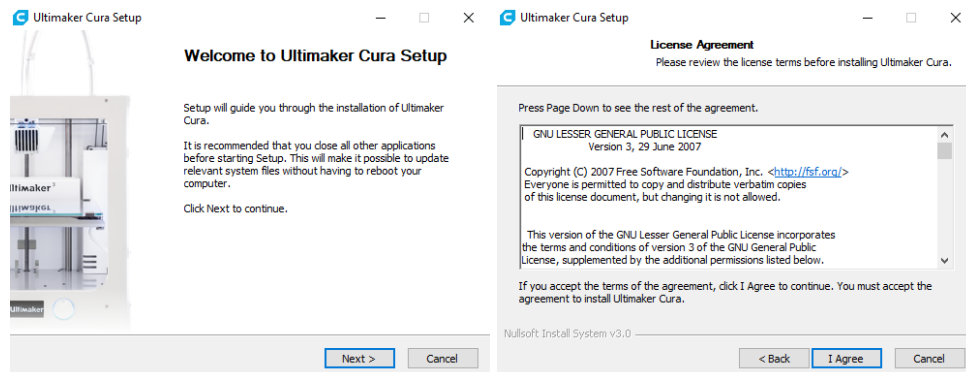 Ultimaker Cura Setup
Welcome to Ultimaker Cura Setup
Setup will guide you through the installation of Ultimaker
Cura.
It is recommended that you close all other applications
before starting Setup. This will make it possible to update
relevant system files without having to reboot your
computer.
Click Next to continue.
ltimaker³
Ultimaker
Next >
Cancel
Ultimaker Cura Setup
License Agreement
Please review the license terms before installing Ultimaker Cura.
Press Page Down to see the rest of the agreement.
GNU LESSER GENERAL PUBLIC LICENSE
Version 3, 29 June 2007
Copyright (C) 2007 Free Software Foundation, Inc. <http://fsf.org/>
Everyone is permitted to copy and distribute verbatim copies
of this license document, but changing it is not allowed.
This version of the GNU Lesser General Public License incorporates
the terms and conditions of version 3 of the GNU General Public
License, supplemented by the additional permissions listed below.
If you accept the terms of the agreement, click I Agree to continue. You must accept the
agreement to install Ultimaker Cura.
Nullsoft Install System v3.0
< Back
I Agree
Cancel